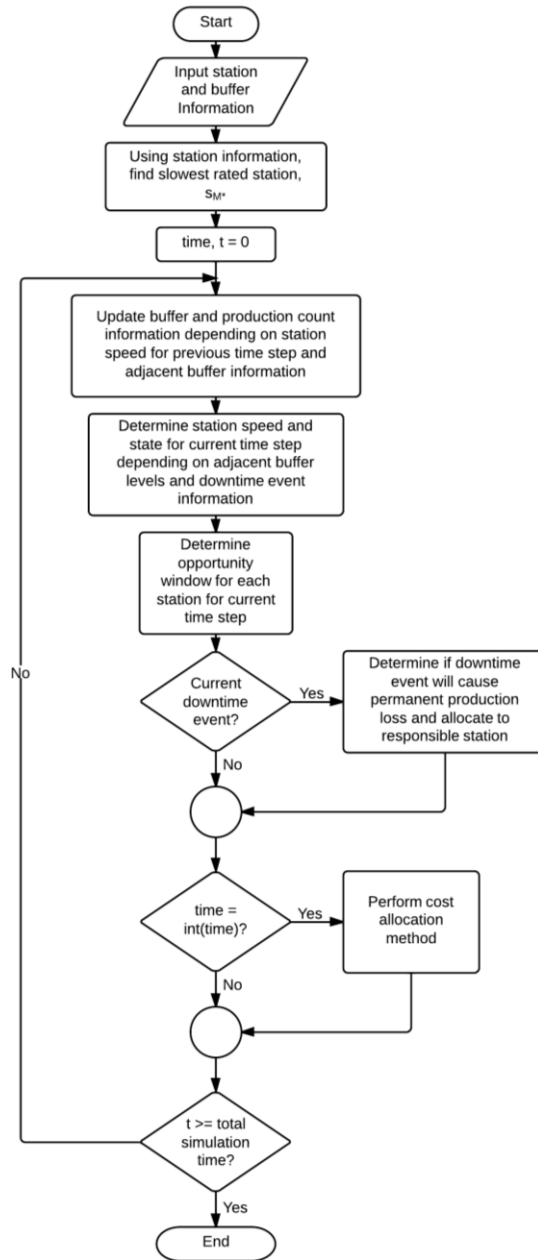 Start
Input station
and buffer
Information
Using station information,
find slowest rated station,
sM*
time, t = 0
Update buffer and production count
information depending on station
speed for previous time step and
adjacent buffer information
Determine station speed and
state for current time step
depending on adjacent buffer
levels and downtime event
information
Determine
opportunity
window for each
station for current
time step
No
Current
downtime
event?
Yes
Determine if downtime
event will cause
permanent production
loss and allocate to
responsible station
No
time =
int(time)?
Yes
Perform cost
allocation
method
No
t >= total
simulation
time?
Yes
End